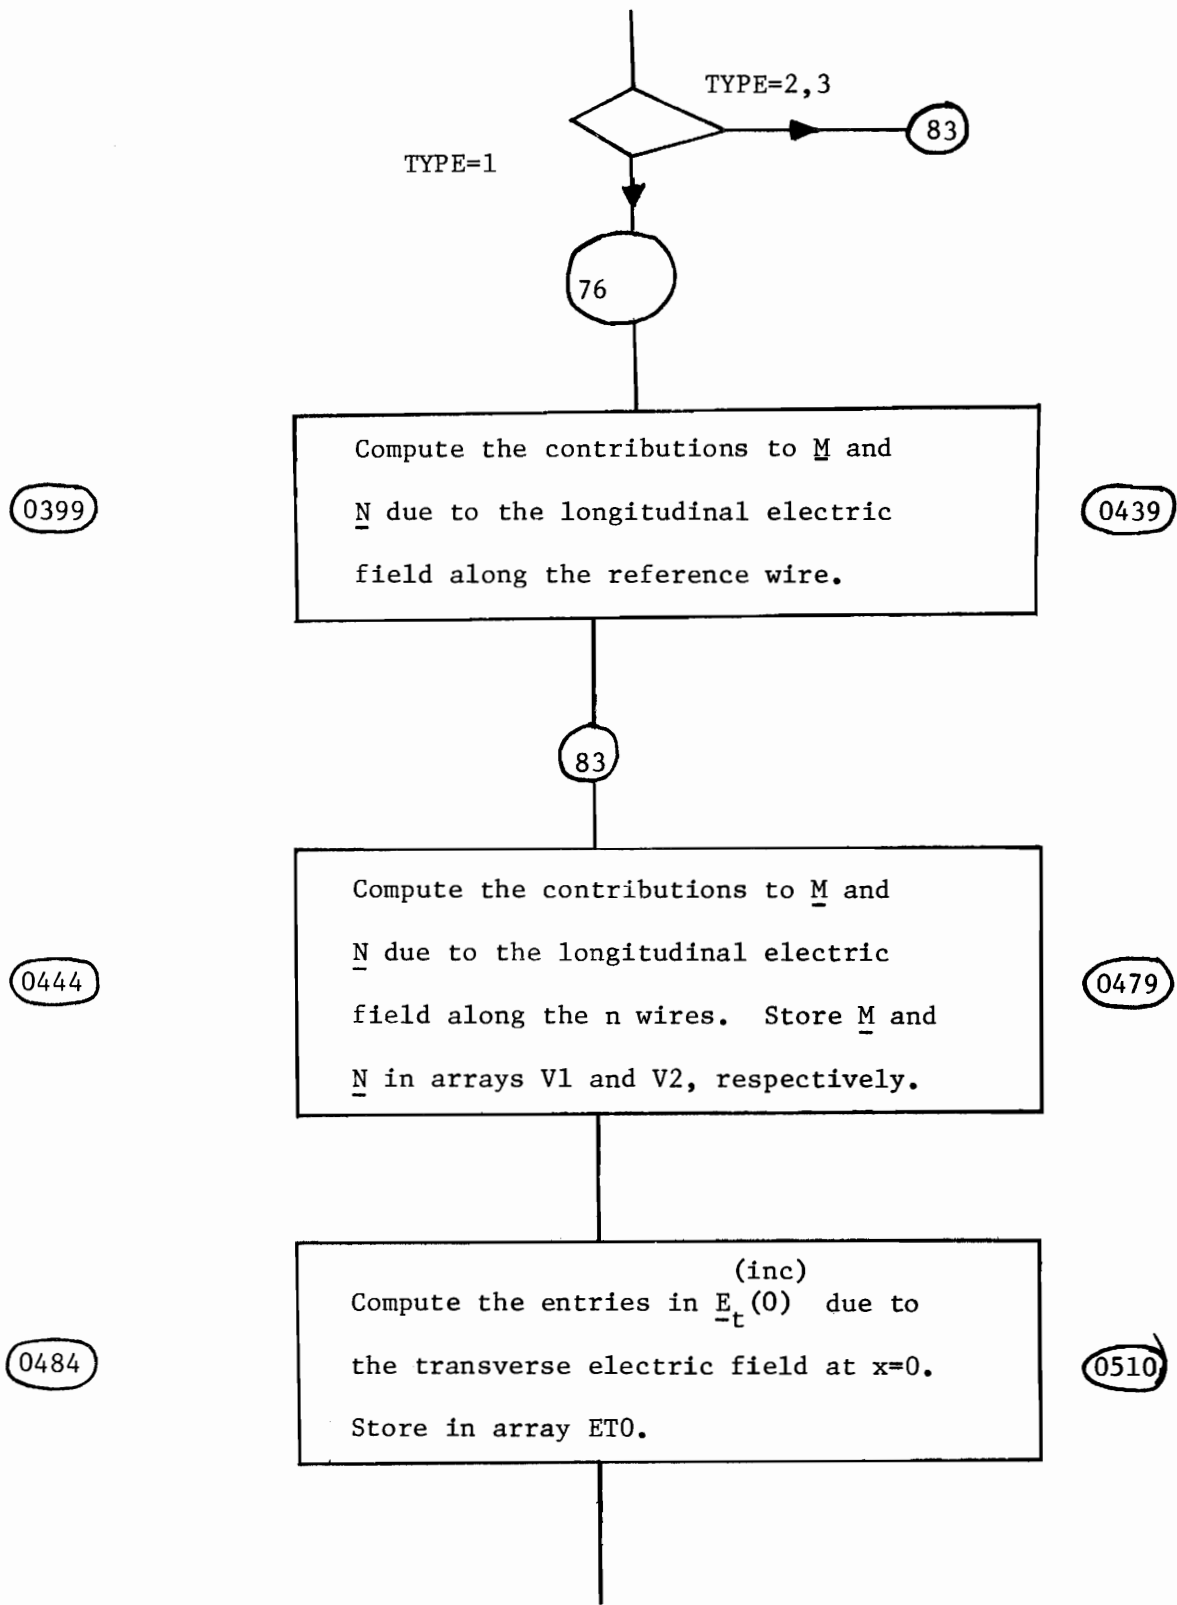 TYPE=2,3
83
TYPE=1
76
Compute the contributions to M and
0399
N due to the longitudinal electric
0439
field along the reference wire.
83
Compute the contributions to M and
N due to the longitudinal electric
0444
0479
field along the n wires. Store M and
N in arrays V1 and V2, respectively.
(inc)
Compute the entries in E_t(0) due to
0484
the transverse electric field at x=0.
0510
Store in array ET0.